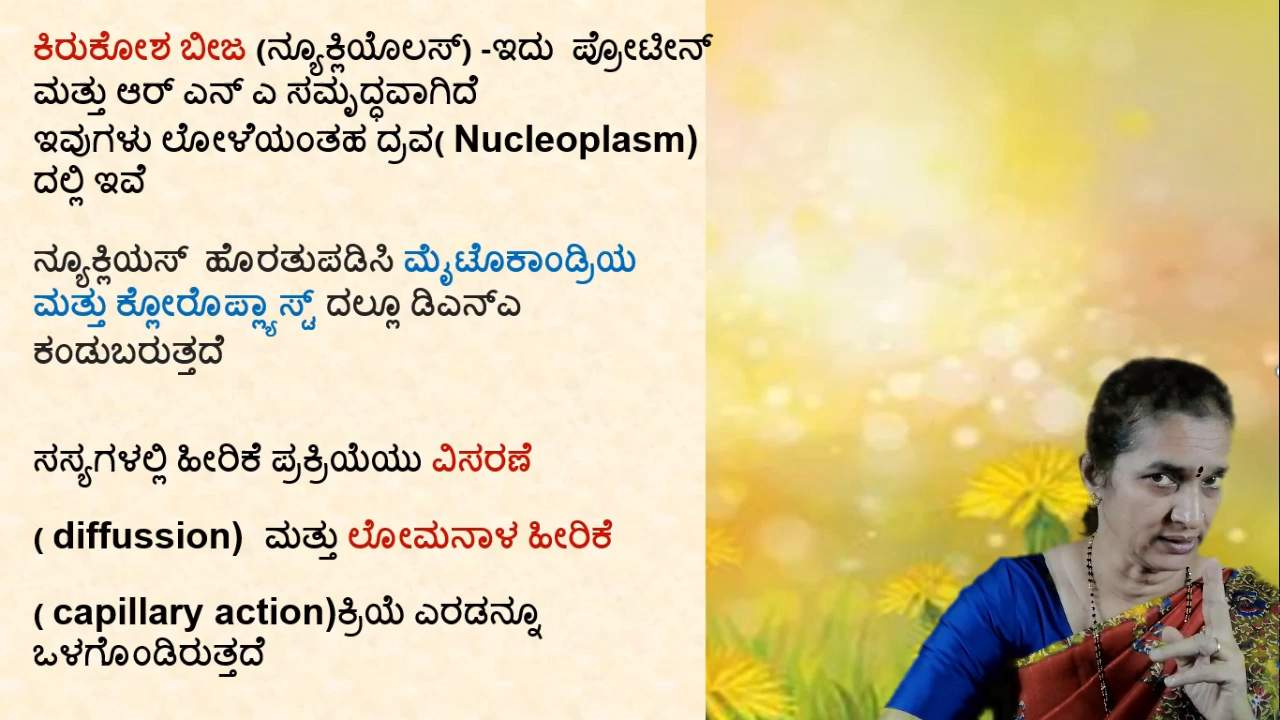 ಕಿರುಕೋಶ ಬೀಜ (ನ್ಯೂಕ್ಲಿಯೊಲಸ್) -ಇದು ಪ್ರೋಟೀನ್
ಮತ್ತು ಆರ್ ಎನ್ ಎ ಸಮೃದ್ಧವಾಗಿದೆ
ಇವುಗಳು ಲೋಳೆಯಂತಹ ದ್ರವ( Nucleoplasm)
ದಲ್ಲಿ ಇವೆ
ನ್ಯೂಕ್ಲಿಯಸ್ ಹೊರತುಪಡಿಸಿ ಮೈಟೊಕಾಂಡ್ರಿಯ
ಮತ್ತು ಕ್ಲೋರೊಪ್ಲ್ಯಾಸ್ಟ್ ದಲ್ಲೂ ಡಿಎನ್ಎ
ಕಂಡುಬರುತ್ತದೆ
ಸಸ್ಯಗಳಲ್ಲಿ ಹೀರಿಕೆ ಪ್ರಕ್ರಿಯೆಯು ವಿಸರಣೆ
( diffussion) ಮತ್ತು ಲೋಮನಾಳ ಹೀರಿಕೆ
( capillary action)ಕ್ರಿಯೆ ಎರಡನ್ನೂ
ಒಳಗೊಂಡಿರುತ್ತದೆ